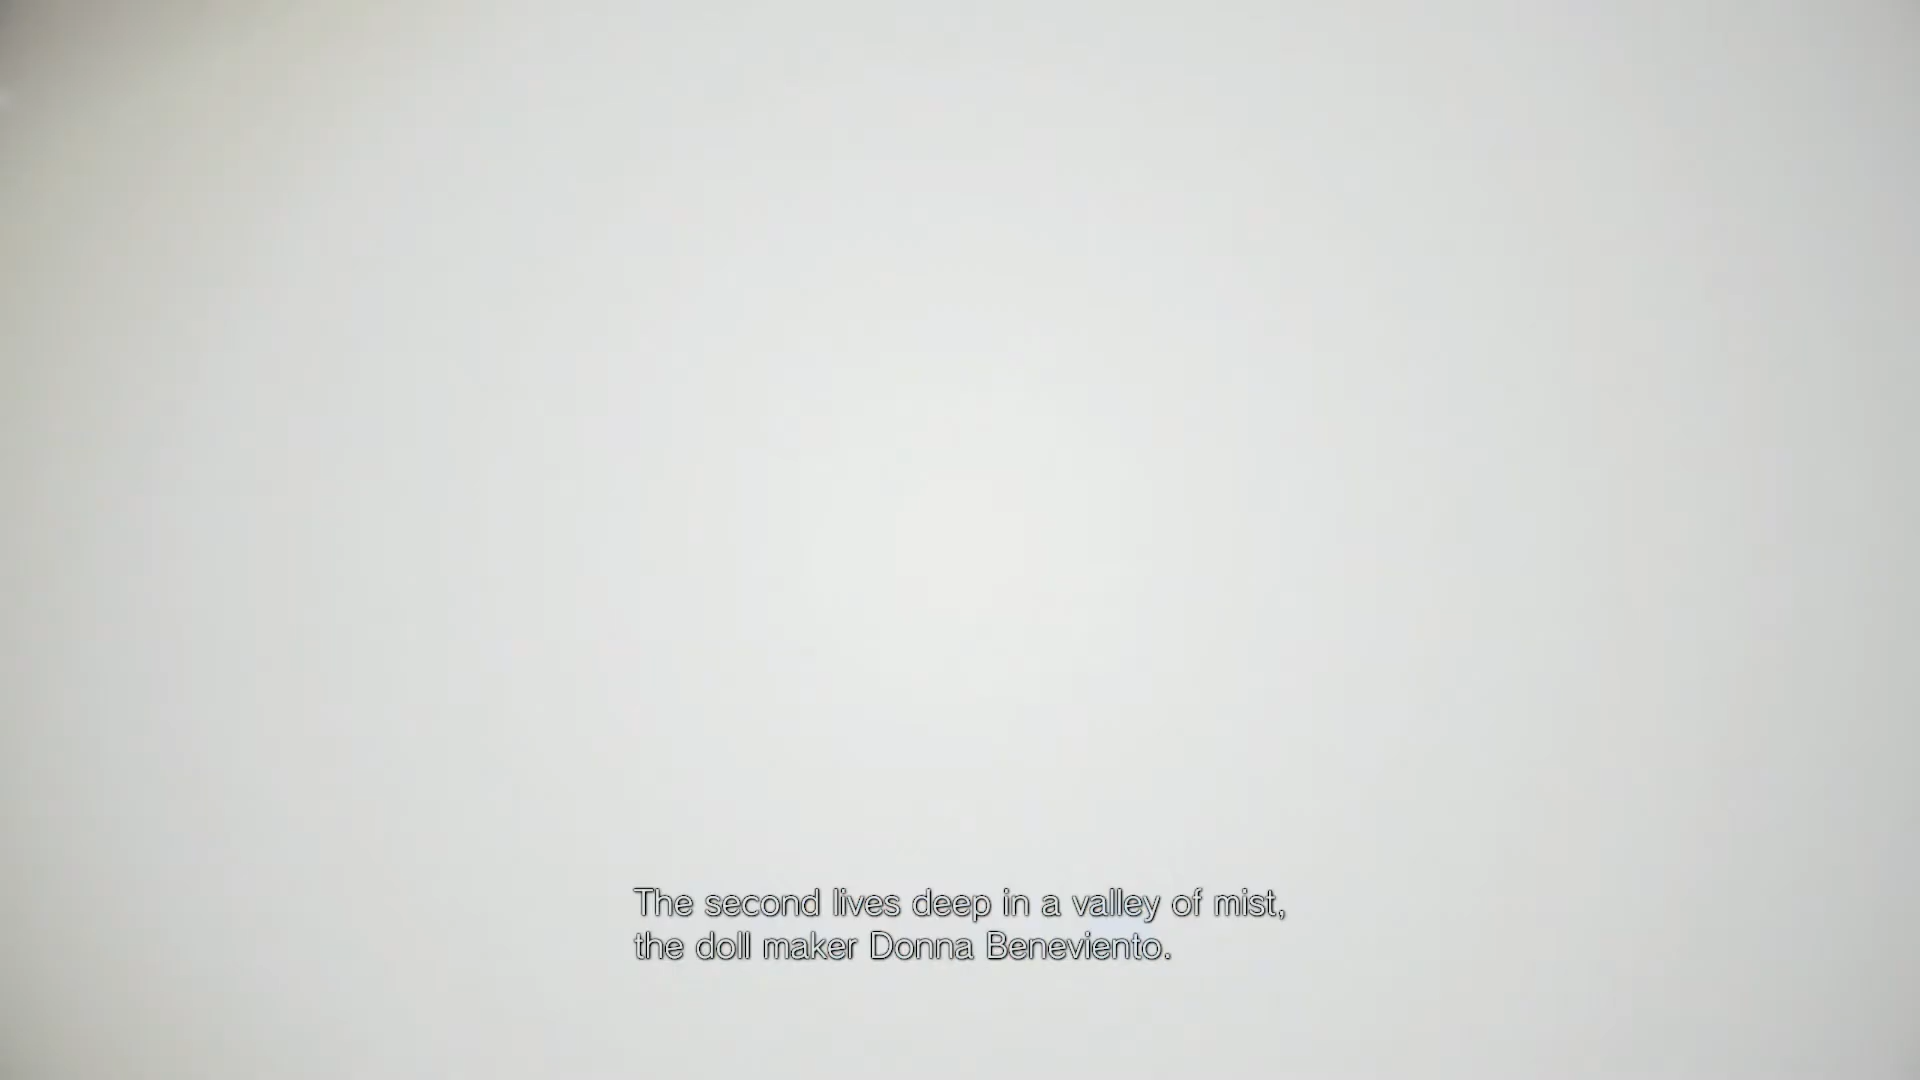 The second lives deep in a valley of mist,
the doll maker Donna Beneviento.